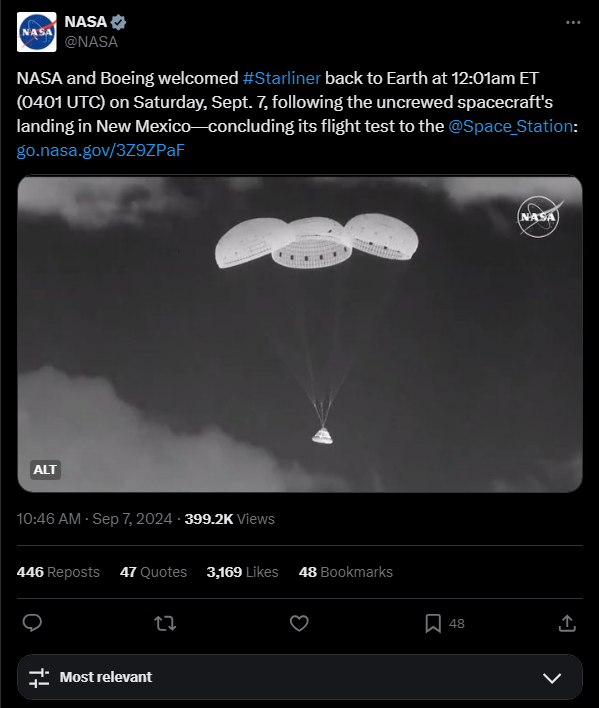 NASA
@NASA
NASA and Boeing welcomed #Starliner back to Earth at 12:01am ET
(0401 UTC) on Saturday, Sept. 7, following the uncrewed spacecraft's
landing in New Mexico—concluding its flight test to the @Space_Station:
go.nasa.gov/3Z9ZPaF
NASA
ALT
10:46 AM · Sep 7, 2024 · 399.2K Views
446 Reposts 47 Quotes 3,169 Likes 48 Bookmarks
48
Most relevant